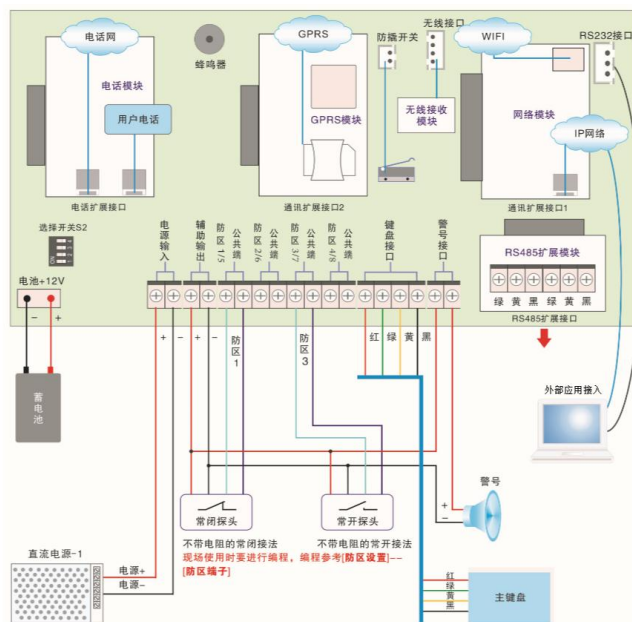 电话网
电话模块
用户电话
电话扩展接口
蜂鸣器
GPRS
GPRS模块
通讯扩展接口2
防撬开关
无线接口
无线接收
模块
WIFI
RS232接口
网络模块
IP网络
通讯扩展接口1
选择开关S2
ON
电池+12V
− +
蓄电池
电源输入
辅助输出
防区 1/5
公共端
防区 2/6
公共端
防区 3/7
公共端
防区 4/8
公共端
键盘接口
警号接口
RS485扩展模块
绿 黄 黑 绿 黄 黑
RS485扩展接口
+ − + −
防区1
防区3
红 绿 黄 黑
外部应用接入
常闭探头
常开探头
警号
+
−
不带电阻的常闭接法
不带电阻的常开接法
现场使用时要进行编程，编程参考[防区设置]——
[防区端子]
直流电源-1
电源+
电源-
红
绿
黄
黑
主键盘